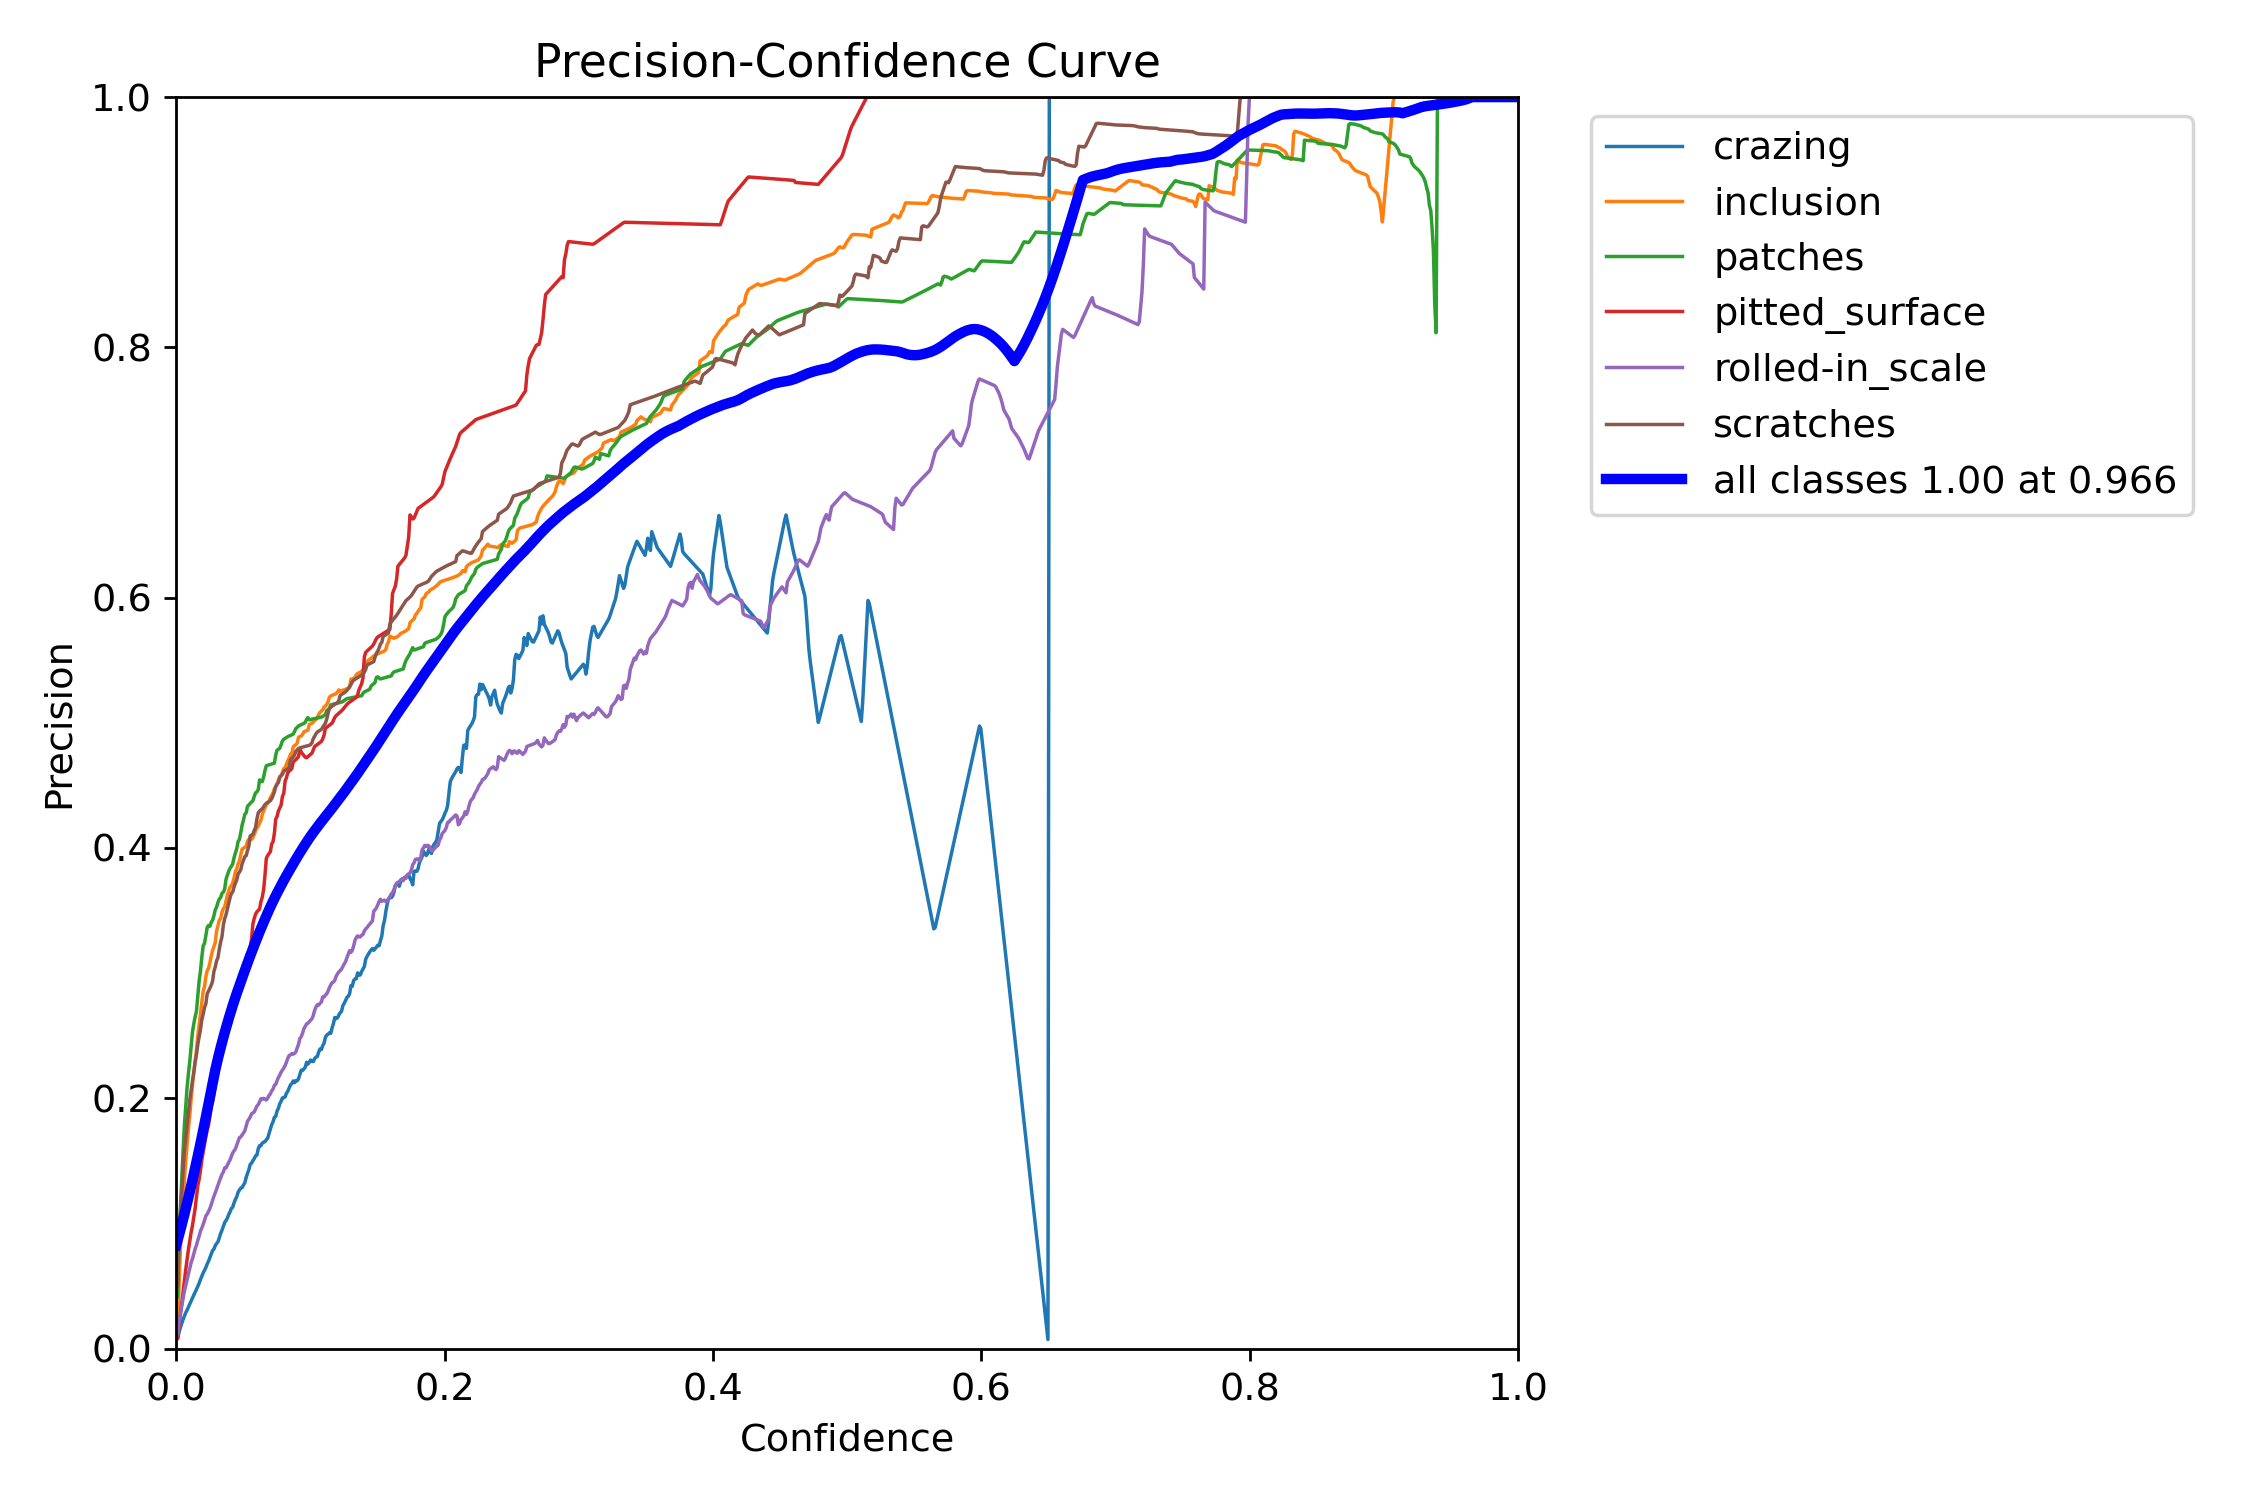 Precision-Confidence Curve
1.0
0.8
0.6
0.4
0.2
0.0
Precision
0.0 0.2 0.4 0.6 0.8 1.0
Confidence
crazing
inclusion
patches
pitted_surface
rolled-in_scale
scratches
all classes 1.00 at 0.966